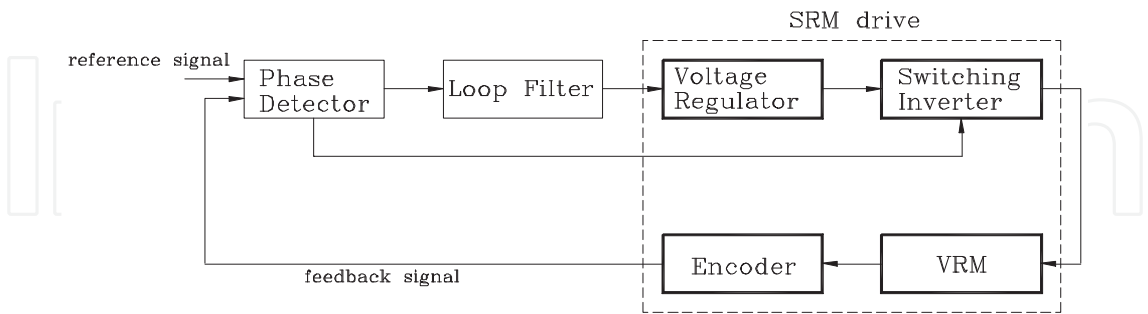 SRM drive
reference signal
Phase
Detector
Loop Filter
Voltage
Regulator
Switching
Inverter
feedback signal
Encoder
VRM